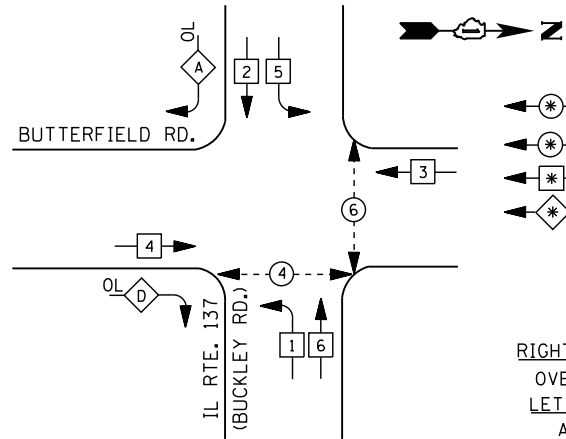 OL
A
2
5
N
BUTTERFIELD RD.
*
*
*
*
3
6
4
4
OL
D
IL RTE. 137
(BUCKLEY RD.)
1
6
RIGHT
OVE
LET
A